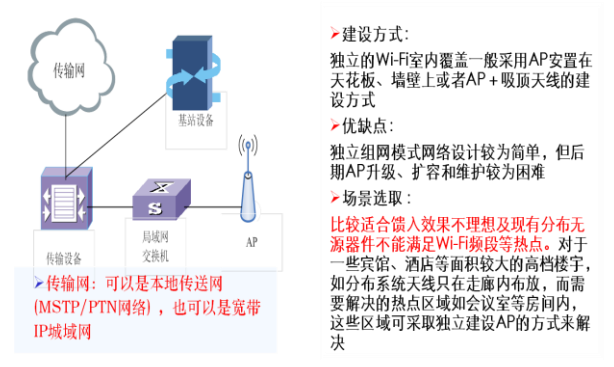 传输网
基站设备
传输设备
局域网
交换机
AP
➢传输网：可以是本地传送网
(MSTP/PTN网络)，也可以是宽带
IP城域网
➢建设方式：
独立的Wi-Fi室内覆盖一般采用AP安置在
天花板、墙壁上或者AP+吸顶天线的建
设方式
➢优缺点：
独立组网模式网络设计较为简单，但后
期AP升级、扩容和维护较为困难
➢场景选取：
比较适合馈入效果不理想及现有分布无
源器件不能满足Wi-Fi频段等热点。对于
一些宾馆、酒店等面积较大的高档楼宇，
如分布系统天线只在走廊内布放，而需
要解决的热点区域如会议室等房间内，
这些区域可采取独立建设AP的方式来解
决